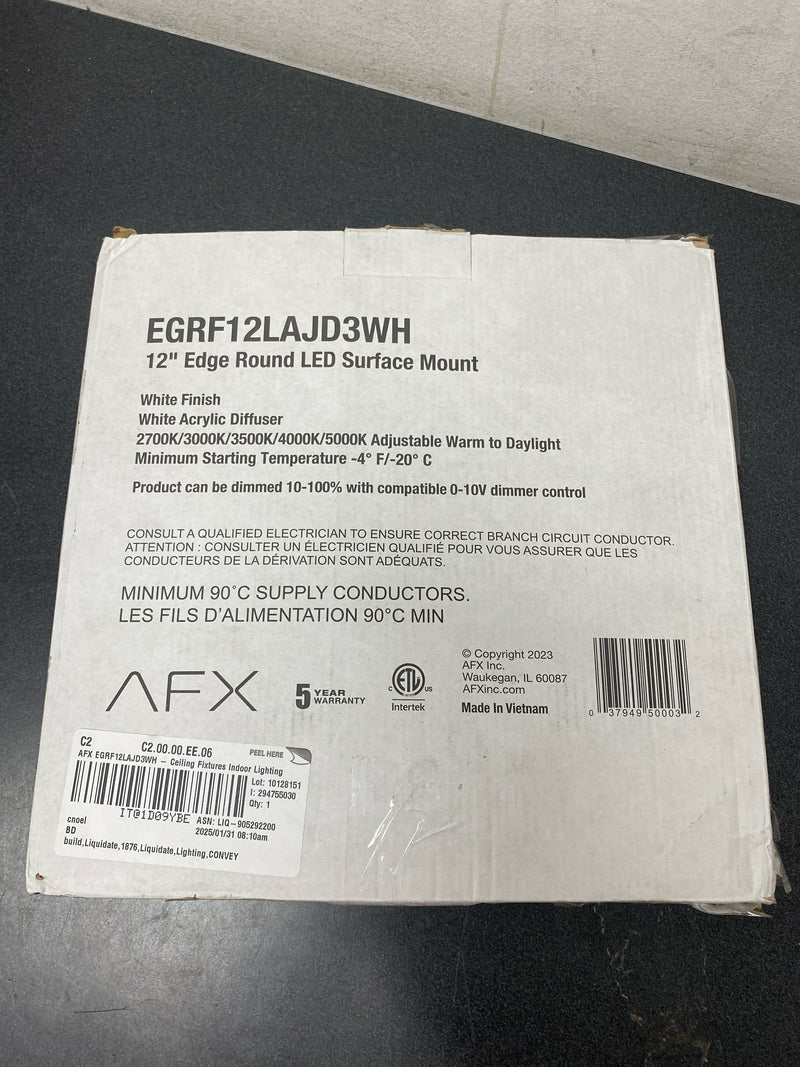 EGRF12LAJD3WH
12" Edge Round LED Surface Mount
White Finish
White Acrylic Diffuser
2700K/3000K/3500K/4000K/5000K Adjustable Warm to Daylight
Minimum Starting Temperature -4° F/-20° C
Product can be dimmed 10-100% with compatible 0-10V dimmer control
CONSULT A QUALIFIED ELECTRICIAN TO ENSURE CORRECT BRANCH CIRCUIT CONDUCTOR.
ATTENTION : CONSULTER UN ÉLECTRICIEN QUALIFIÉ POUR VOUS ASSURER QUE LES
CONDUCTEURS DE LA DÉRIVATION SONT ADÉQUATS.
MINIMUM 90°C SUPPLY CONDUCTORS.
LES FILS D'ALIMENTATION 90°C MIN
AFX
5 YEAR
WARRANTY
C ETL US
Intertek
© Copyright 2023
AFX Inc.
Waukegan, IL 60087
AFXinc.com
Made In Vietnam
0 37949 50003 2
C2 C2.00.00.EE.06 PEEL HERE
AFX EGRF12LAJD3WH – Ceiling Fixtures Indoor Lighting
Lot: 10128151
I: 294755030
Qty: 1
IT@1D09YBE ASN: LIQ-905292200
cnoel 2025/01/31 08:10am
BD
build,Liquidate,1876,Liquidate,Lighting,CONVEY